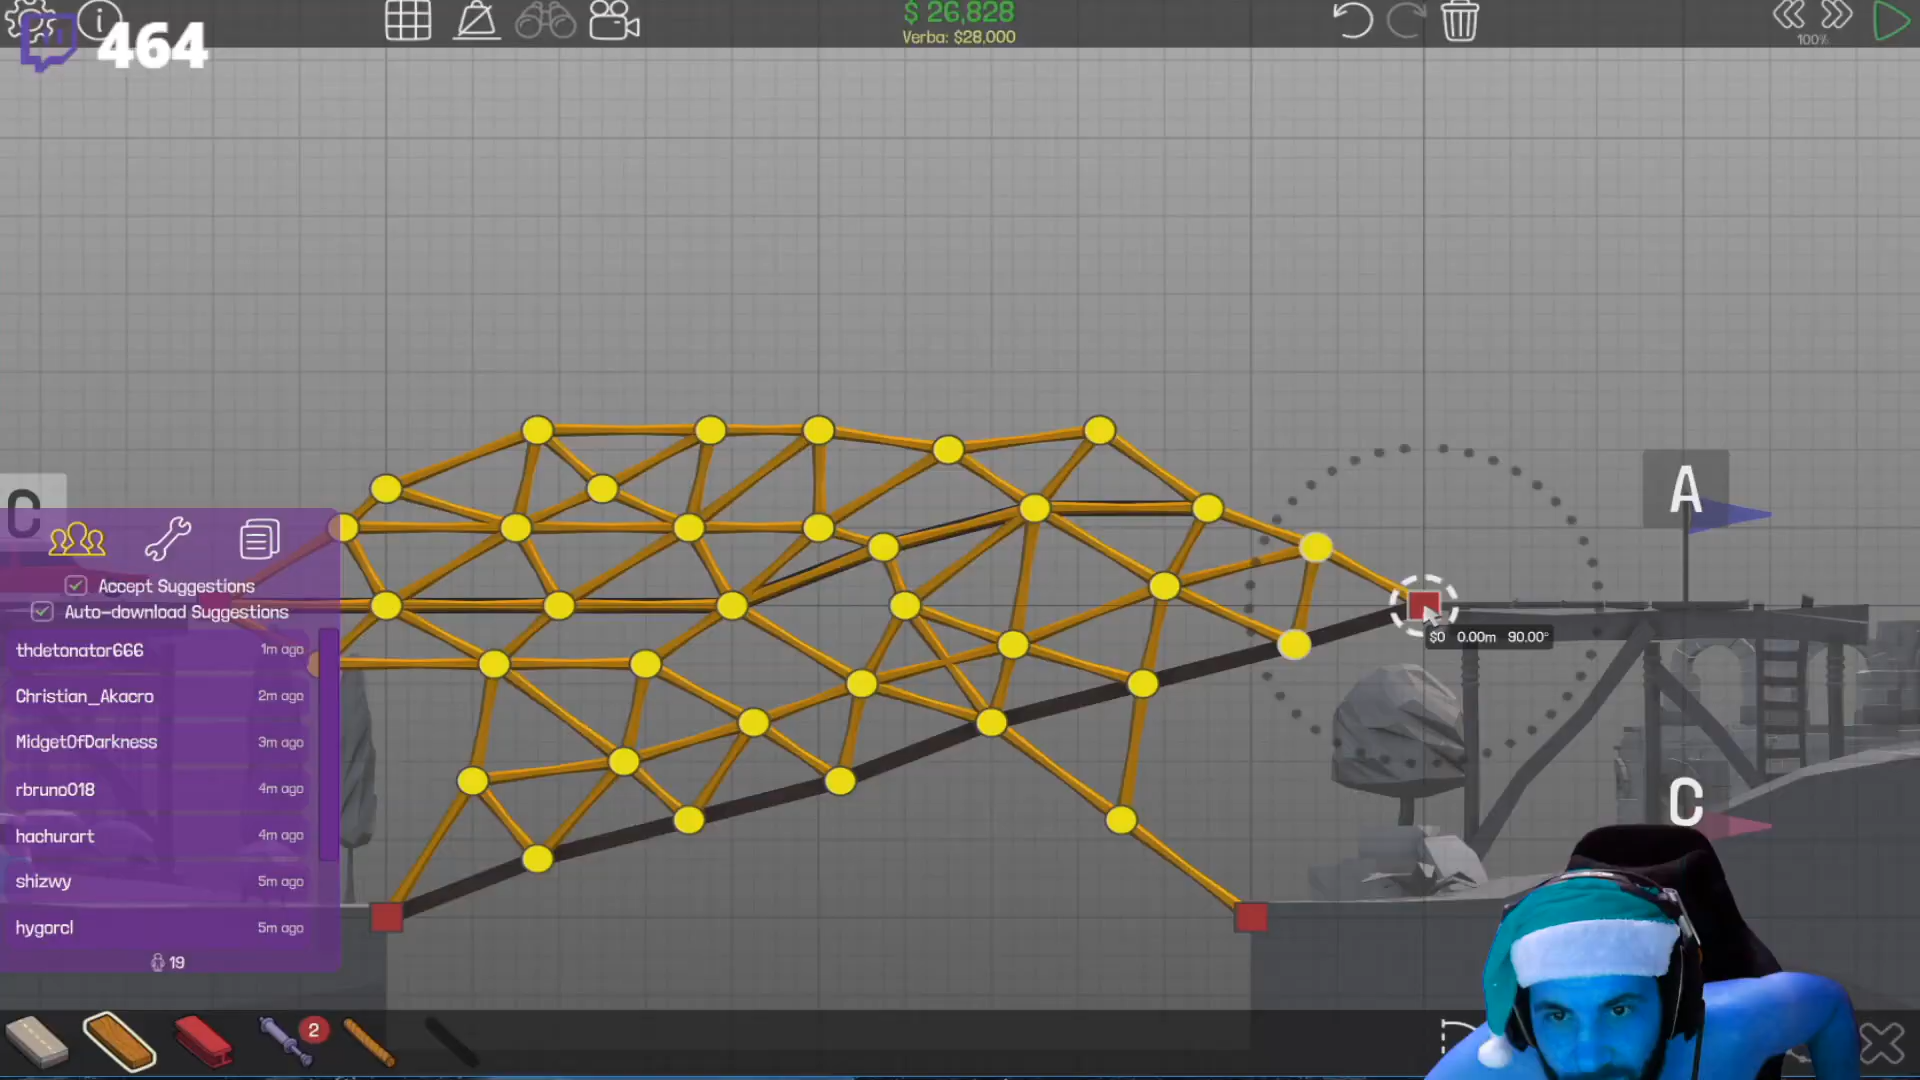 464
$ 26,828
Verba: $28,000
100%
C
A
Accept Suggestions
Auto-download Suggestions
thdetonator666 1m ago
Christian_Akacro 2m ago
MidgetOfDarkness 3m ago
rbruno018 4m ago
hachurart 4m ago
shizwy 5m ago
hygorcl 5m ago
19
$0 0.00m 90.00°
C
2